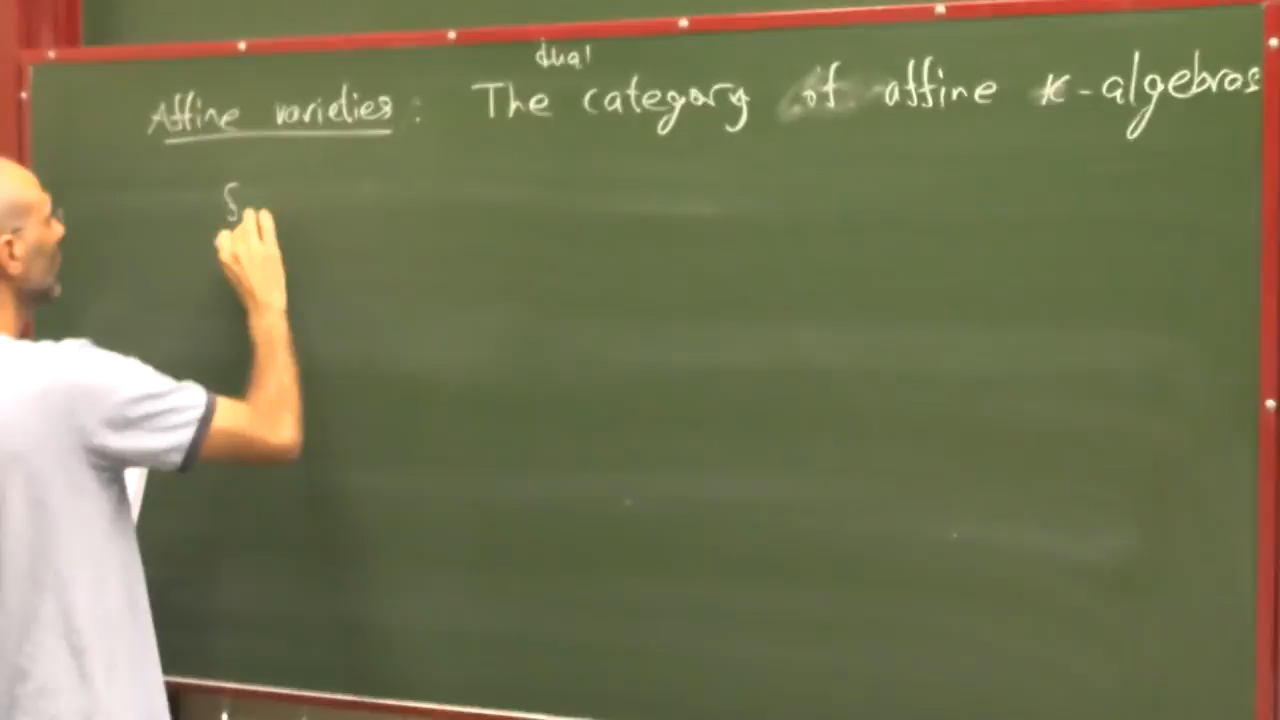 dual
Affine varieties: The category of affine k-algebras
S